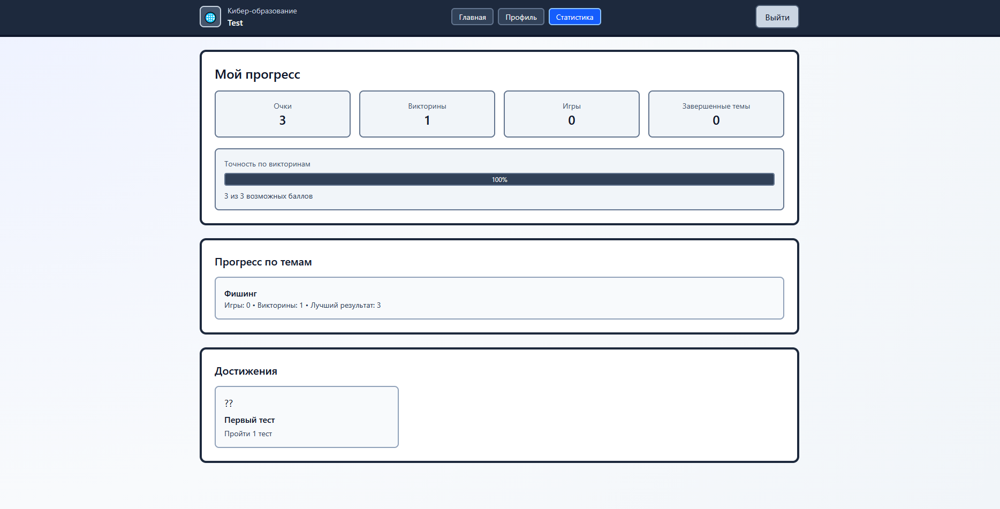 Кибер-образование
Test
Главная
Профиль
Статистика
Выйти
Мой прогресс
Очки
3
Викторины
1
Игры
0
Завершенные темы
0
Точность по викторинам
100%
3 из 3 возможных баллов
Прогресс по темам
Фишинг
Игры: 0 • Викторины: 1 • Лучший результат: 3
Достижения
??
Первый тест
Пройти 1 тест